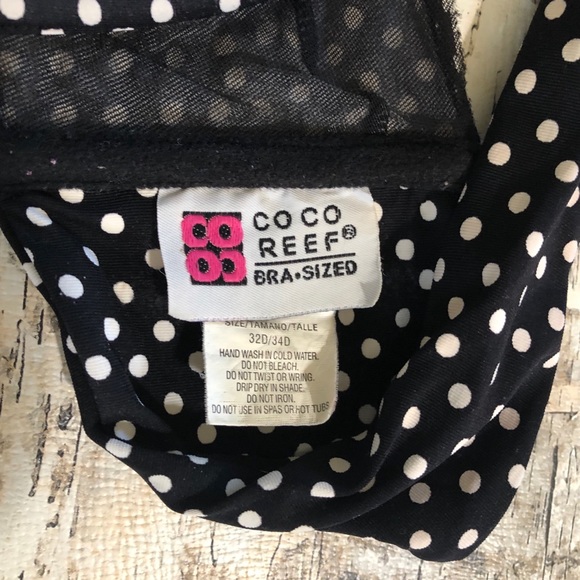 COCO
REEF®
BRA•SIZED
SIZE/TAMANO/TALLE
32D/34D
HAND WASH IN COLD WATER.
DO NOT BLEACH.
DO NOT TWIST OR WRING.
DRIP DRY IN SHADE.
DO NOT IRON.
DO NOT USE IN SPAS OR HOT TUBS